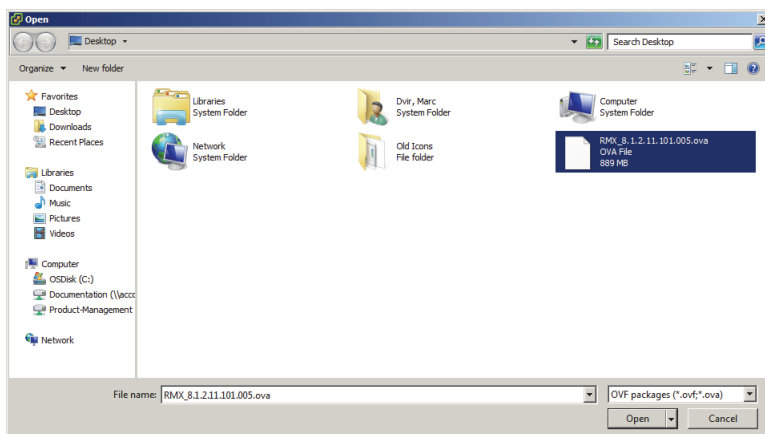 Open
Desktop
Search Desktop
Organize
New folder
Favorites
Desktop
Downloads
Recent Places
Libraries
Documents
Music
Pictures
Videos
Computer
OSDisk (C:)
Documentation (\\acco
Product-Management
Network
Libraries
System Folder
Dvir, Marc
System Folder
Computer
System Folder
Network
System Folder
Old Icons
File folder
RMX_8.1.2.11.101.005.ova
OVA File
889 MB
File name: RMX_8.1.2.11.101.005.ova
OVF packages (*.ovf;*.ova)
Open
Cancel